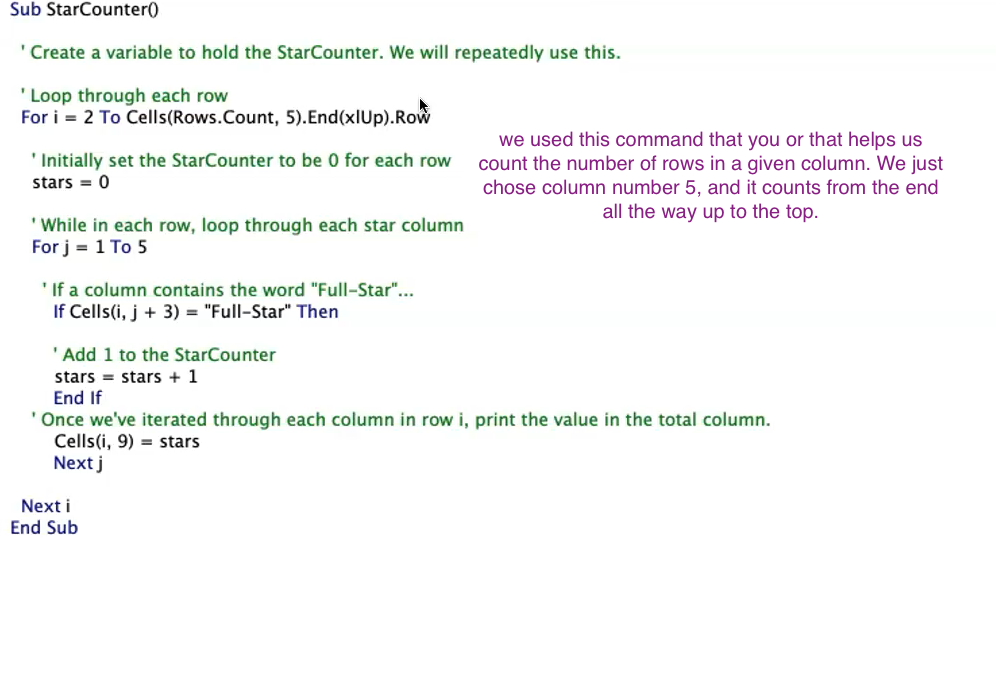 Sub StarCounter()
' Create a variable to hold the StarCounter. We will repeatedly use this.
' Loop through each row
For i = 2 To Cells(Rows.Count, 5).End(xlUp).Row
we used this command that you or that helps us
count the number of rows in a given column. We just
chose column number 5, and it counts from the end
all the way up to the top.
' Initially set the StarCounter to be 0 for each row
stars = 0
' While in each row, loop through each star column
For j = 1 To 5
' If a column contains the word "Full-Star"...
If Cells(i, j + 3) = "Full-Star" Then
' Add 1 to the StarCounter
stars = stars + 1
End If
' Once we've iterated through each column in row i, print the value in the total column.
Cells(i, 9) = stars
Next j
Next i
End Sub